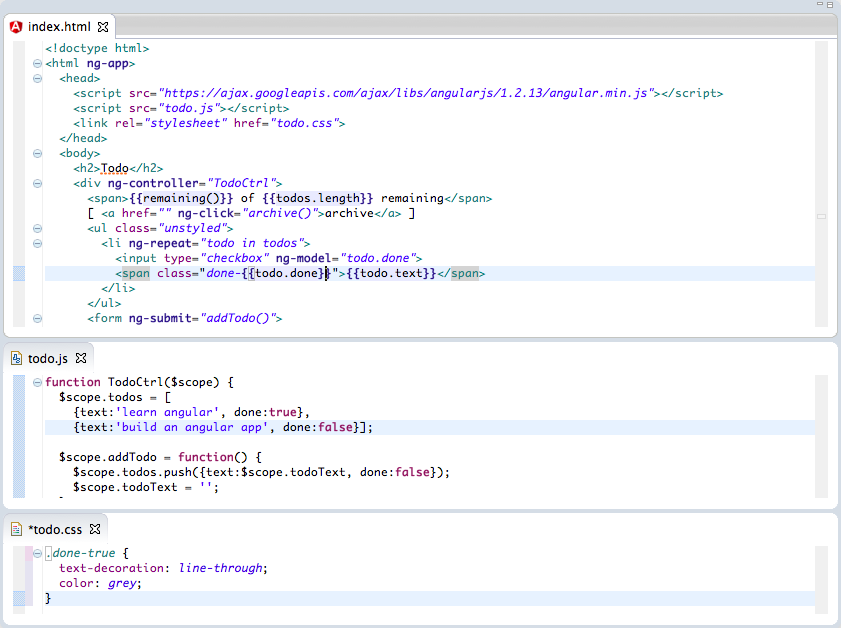 index.html
<!doctype html>
<html ng-app>
<head>
<script src="https://ajax.googleapis.com/ajax/libs/angularjs/1.2.13/angular.min.js"></script>
<script src="todo.js"></script>
<link rel="stylesheet" href="todo.css">
</head>
<body>
<h2>Todo</h2>
<div ng-controller="TodoCtrl">
<span>{{remaining()}} of {{todos.length}} remaining</span>
[ <a href="" ng-click="archive()">archive</a> ]
<ul class="unstyled">
<li ng-repeat="todo in todos">
<input type="checkbox" ng-model="todo.done">
<span class="done-{{todo.done}}">{{todo.text}}</span>
</li>
</ul>
<form ng-submit="addTodo()">
todo.js
function TodoCtrl($scope) {
$scope.todos = [
{text:'learn angular', done:true},
{text:'build an angular app', done:false}];
$scope.addTodo = function() {
$scope.todos.push({text:$scope.todoText, done:false});
$scope.todoText = '';
*todo.css
.done-true {
text-decoration: line-through;
color: grey;
}